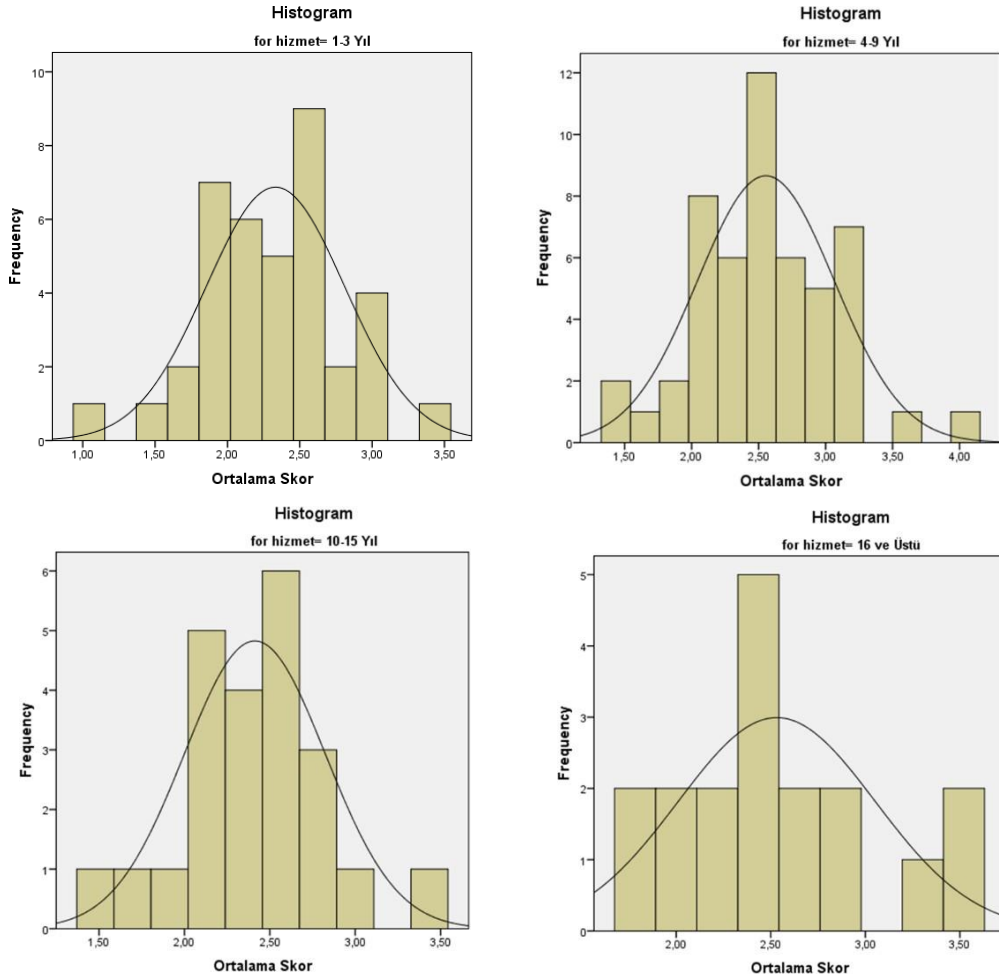 Histogram
for hizmet= 1-3 Yıl
Frequency
10
8
6
4
2
0
1,00 1,50 2,00 2,50 3,00 3,50
Ortalama Skor
Histogram
for hizmet= 4-9 Yıl
Frequency
12
10
8
6
4
2
0
1,50 2,00 2,50 3,00 3,50 4,00
Ortalama Skor
Histogram
for hizmet= 10-15 Yıl
Frequency
6
5
4
3
2
1
0
1,50 2,00 2,50 3,00 3,50
Ortalama Skor
Histogram
for hizmet= 16 ve Üstü
Frequency
5
4
3
2
1
0
2,00 2,50 3,00 3,50
Ortalama Skor